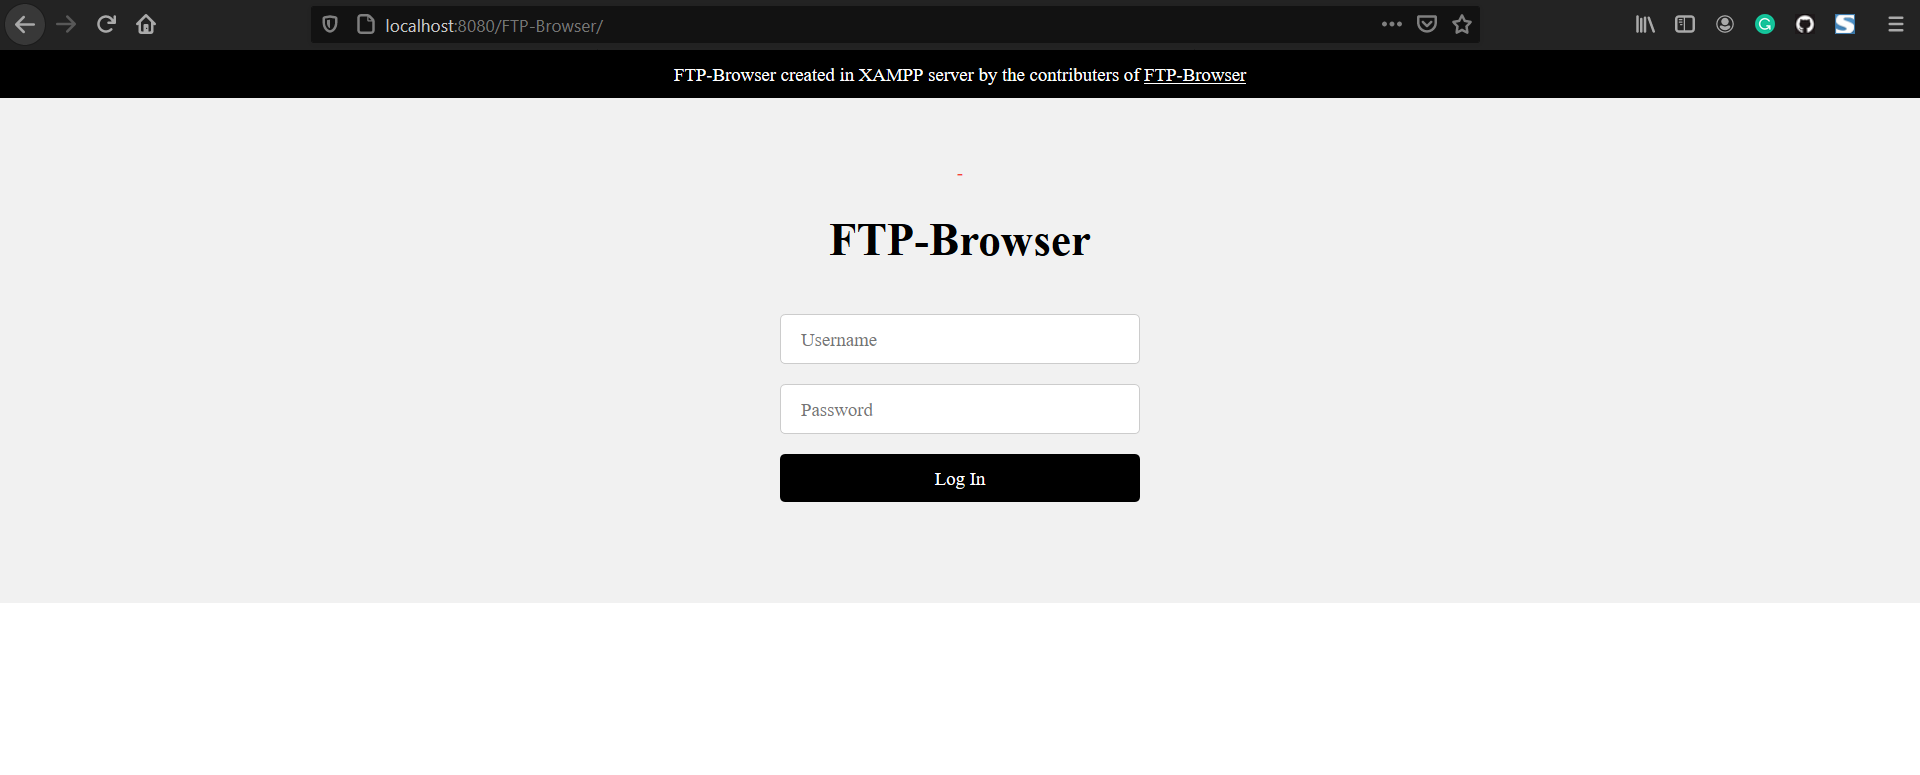 localhost:8080/FTP-Browser/
FTP-Browser created in XAMPP server by the contributers of FTP-Browser
-
FTP-Browser
Username
Password
Log In